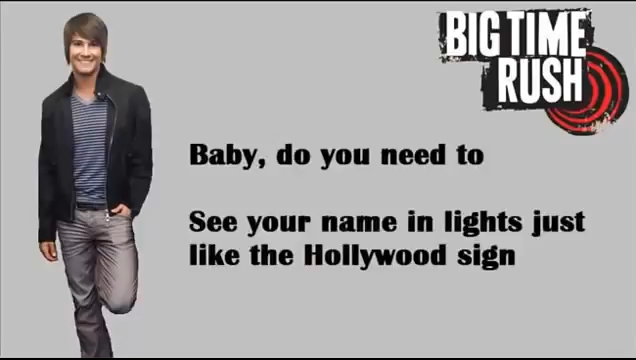 BIG TIME
RUSH
Baby, do you need to
See your name in lights just
like the Hollywood sign